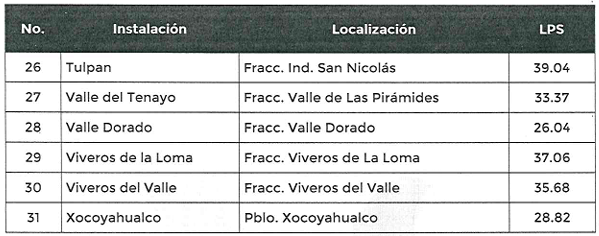 No. Instalación Localización LPS
26 Tulpan Fracc. Ind. San Nicolás 39.04
27 Valle del Tenayo Fracc. Valle de Las Pirámides 33.37
28 Valle Dorado Fracc. Valle Dorado 26.04
29 Viveros de la Loma Fracc. Viveros de La Loma 37.06
30 Viveros del Valle Fracc. Viveros del Valle 35.68
31 Xocoyahualco Pblo. Xocoyahualco 28.82